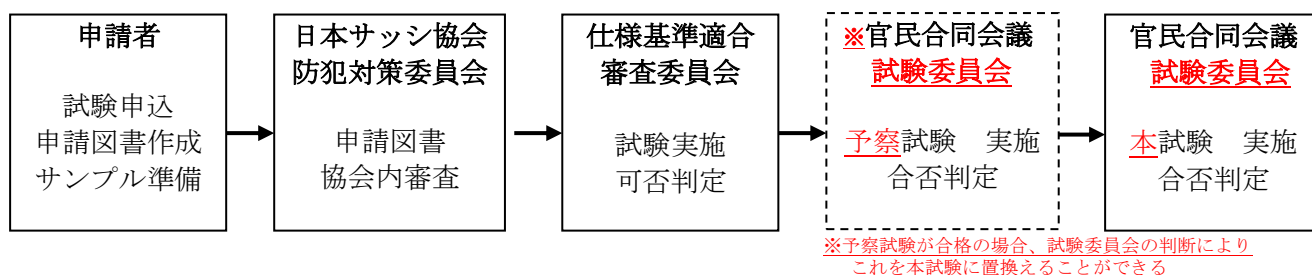 申請者
試験申込
申請図書作成
サンプル準備
日本サッシ協会
防犯対策委員会
申請図書
協会内審査
仕様基準適合
審査委員会
試験実施
可否判定
※官民合同会議
試験委員会
予察試験　実施
合否判定
官民合同会議
試験委員会
本試験　実施
合否判定
※予察試験が合格の場合、試験委員会の判断により
これを本試験に置換えることができる